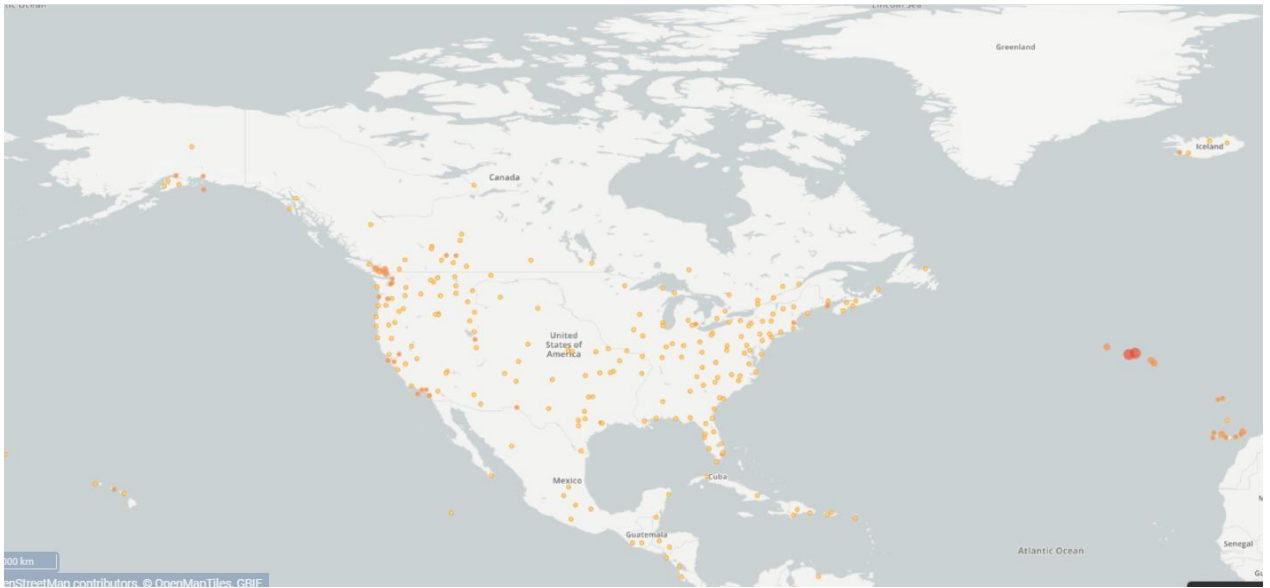 Greenland
Iceland
Canada
United
States of
America
Mexico
Cuba
Guatemala
Atlantic Ocean
Senegal
000 km
enStreetMap contributors, © OpenMapTiles, GBIF.